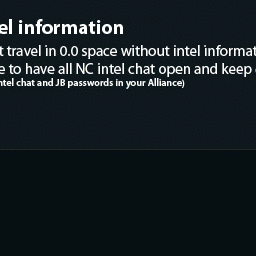 el information
t travel in 0.0 space without intel informat
e to have all NC intel chat open and keep
ntel chat and JB passwords in your Alliance)